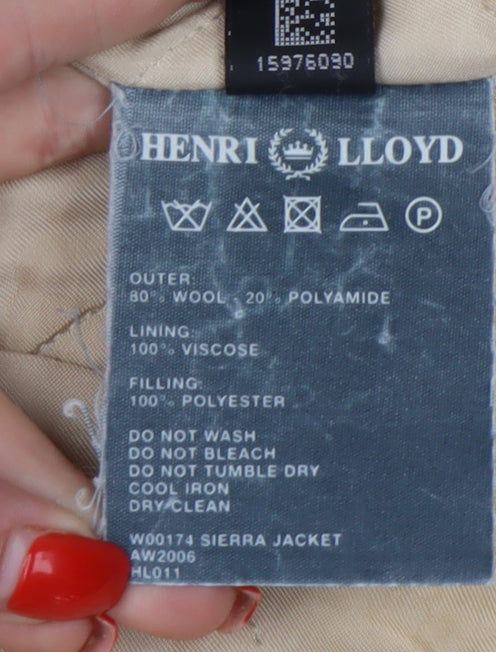 15976090
HENRI LLOYD
P
OUTER:
80% WOOL - 20% POLYAMIDE
LINING:
100% VISCOSE
FILLING:
100% POLYESTER
DO NOT WASH
DO NOT BLEACH
DO NOT TUMBLE DRY
COOL IRON
DRY CLEAN
W00174 SIERRA JACKET
AW2006
HL011